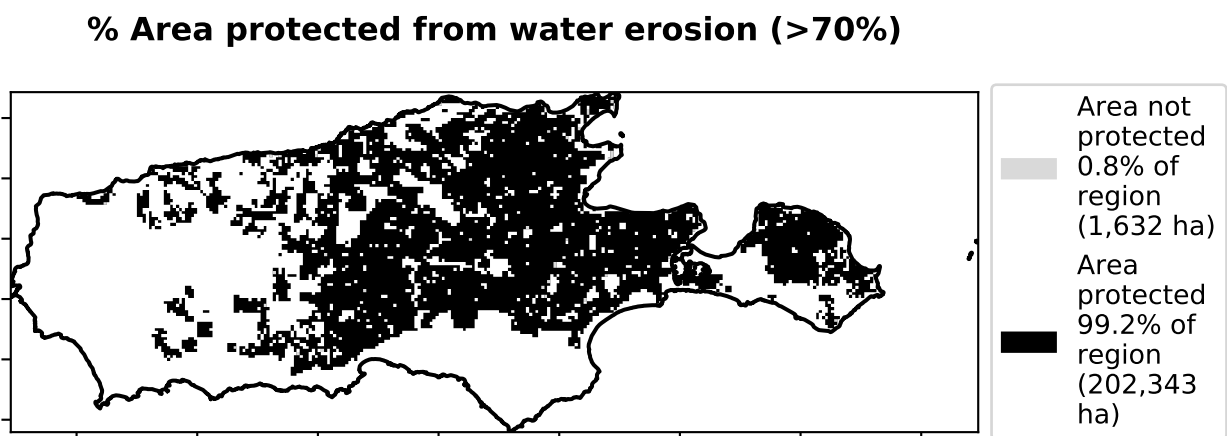 % Area protected from water erosion (>70%)
Area not
protected
0.8% of
region
(1,632 ha)
Area
protected
99.2% of
region
(202,343
ha)